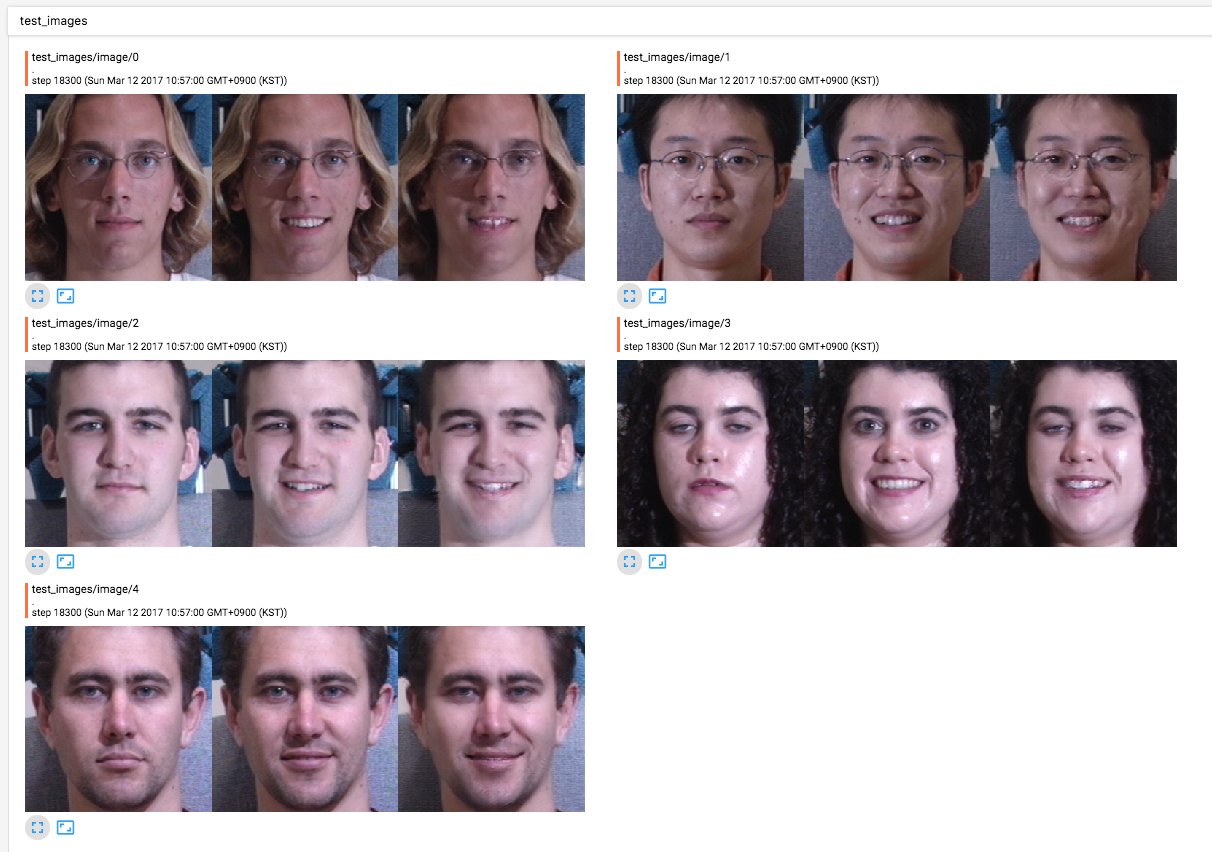 test_images
test_images/image/0
.
step 18300 (Sun Mar 12 2017 10:57:00 GMT+0900 (KST))
test_images/image/1
.
step 18300 (Sun Mar 12 2017 10:57:00 GMT+0900 (KST))
test_images/image/2
.
step 18300 (Sun Mar 12 2017 10:57:00 GMT+0900 (KST))
test_images/image/3
.
step 18300 (Sun Mar 12 2017 10:57:00 GMT+0900 (KST))
test_images/image/4
.
step 18300 (Sun Mar 12 2017 10:57:00 GMT+0900 (KST))